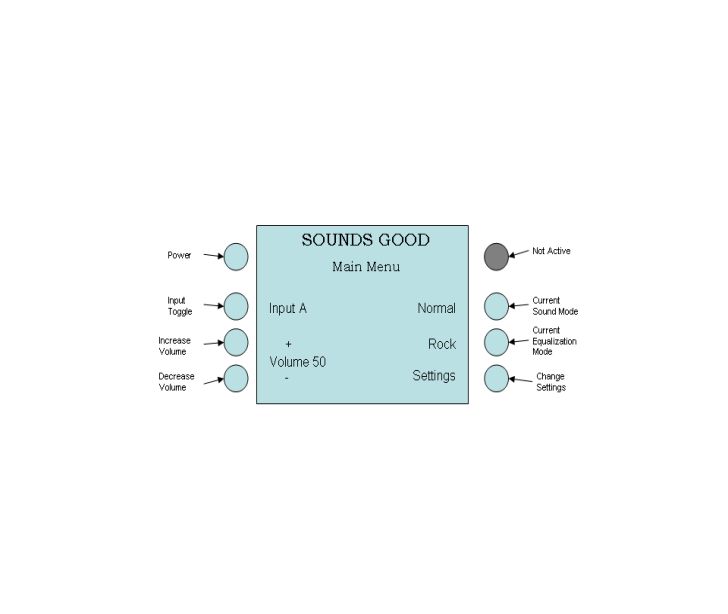 SOUNDS GOOD
Main Menu
Power
Not Active
Input
Toggle
Input A
Normal
Current
Sound Mode
Increase
Volume
+
Rock
Current
Equalization
Mode
Volume 50
Decrease
Volume
-
Settings
Change
Settings